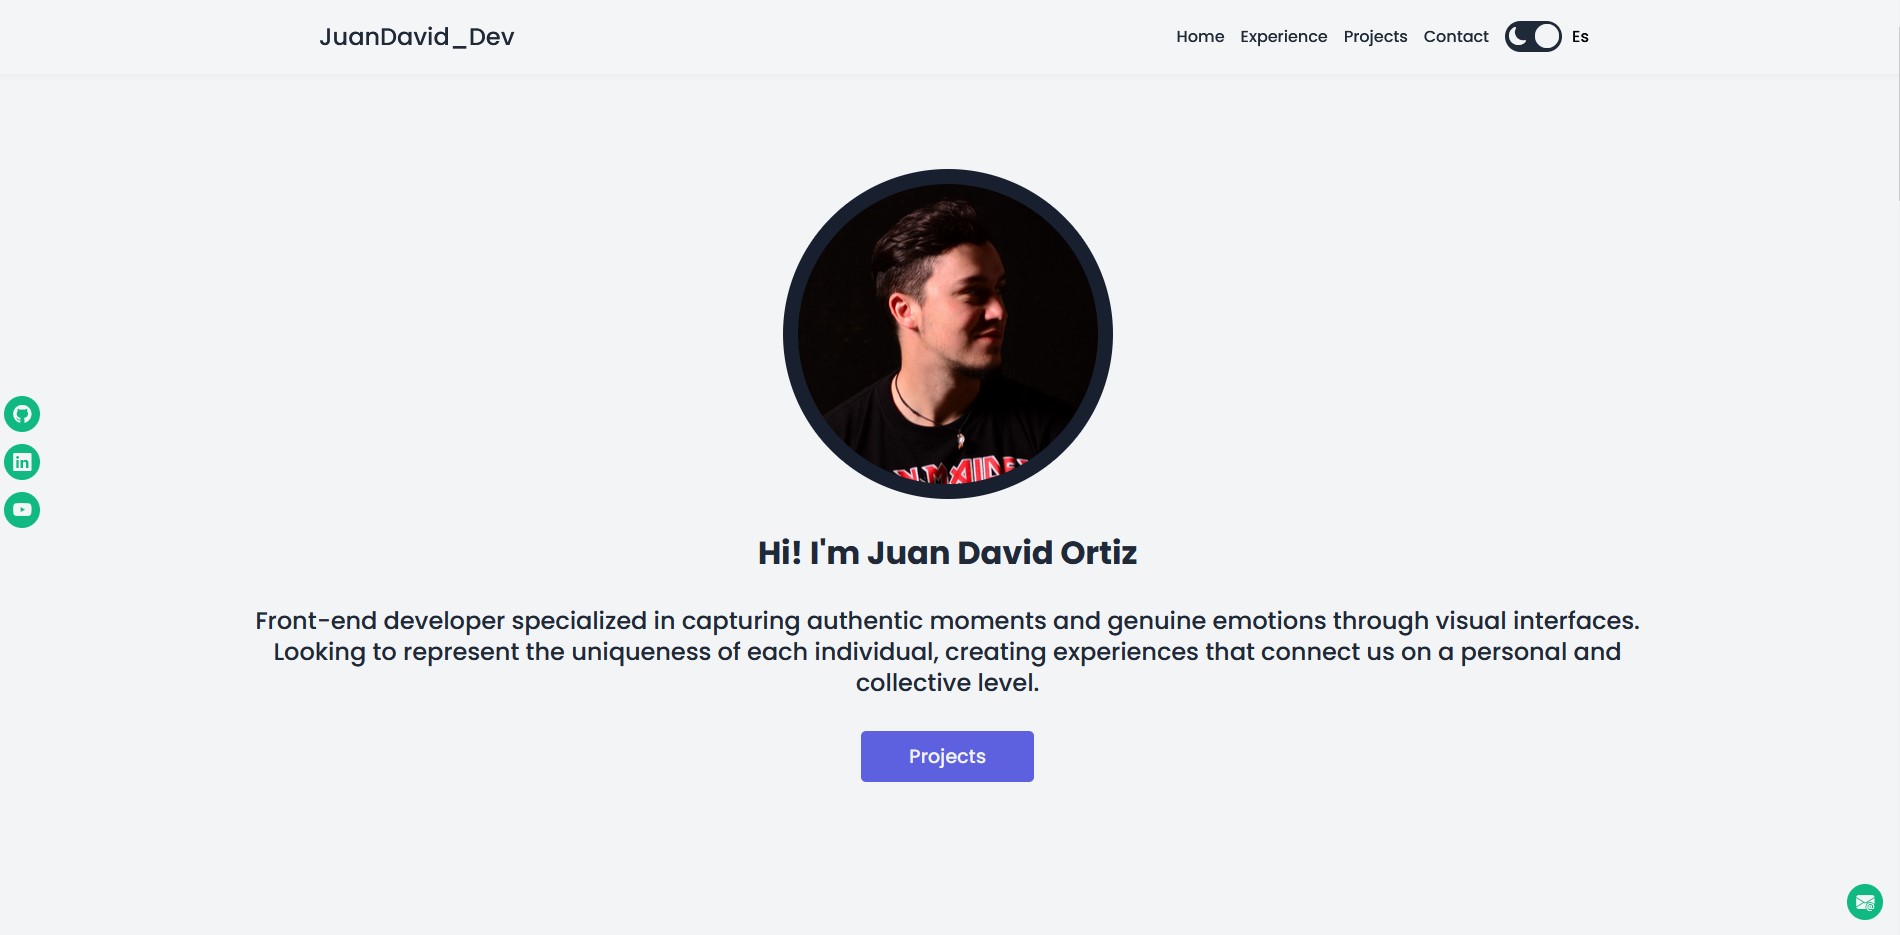 JuanDavid_Dev
Home Experience Projects Contact Es
Hi! I'm Juan David Ortiz
Front-end developer specialized in capturing authentic moments and genuine emotions through visual interfaces.
Looking to represent the uniqueness of each individual, creating experiences that connect us on a personal and
collective level.
Projects